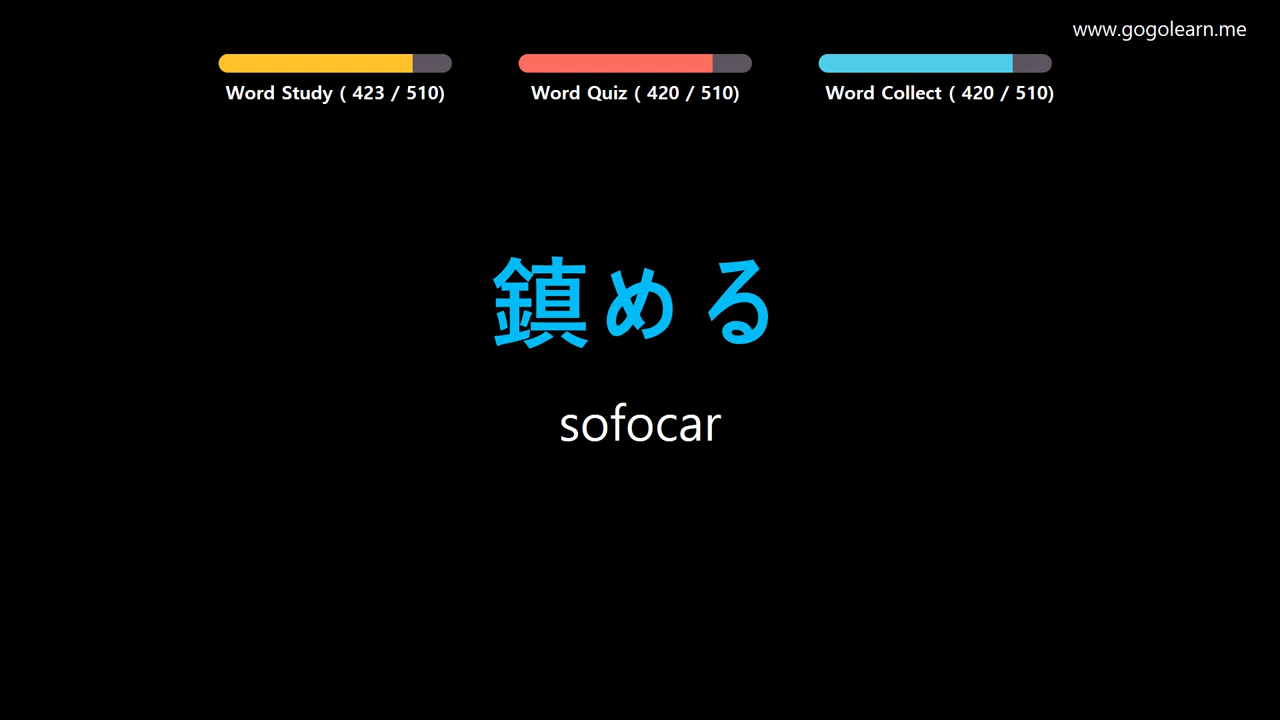 www.gogolearn.me
Word Study ( 423 / 510)
Word Quiz ( 420 / 510)
Word Collect ( 420 / 510)
鎮める
sofocar